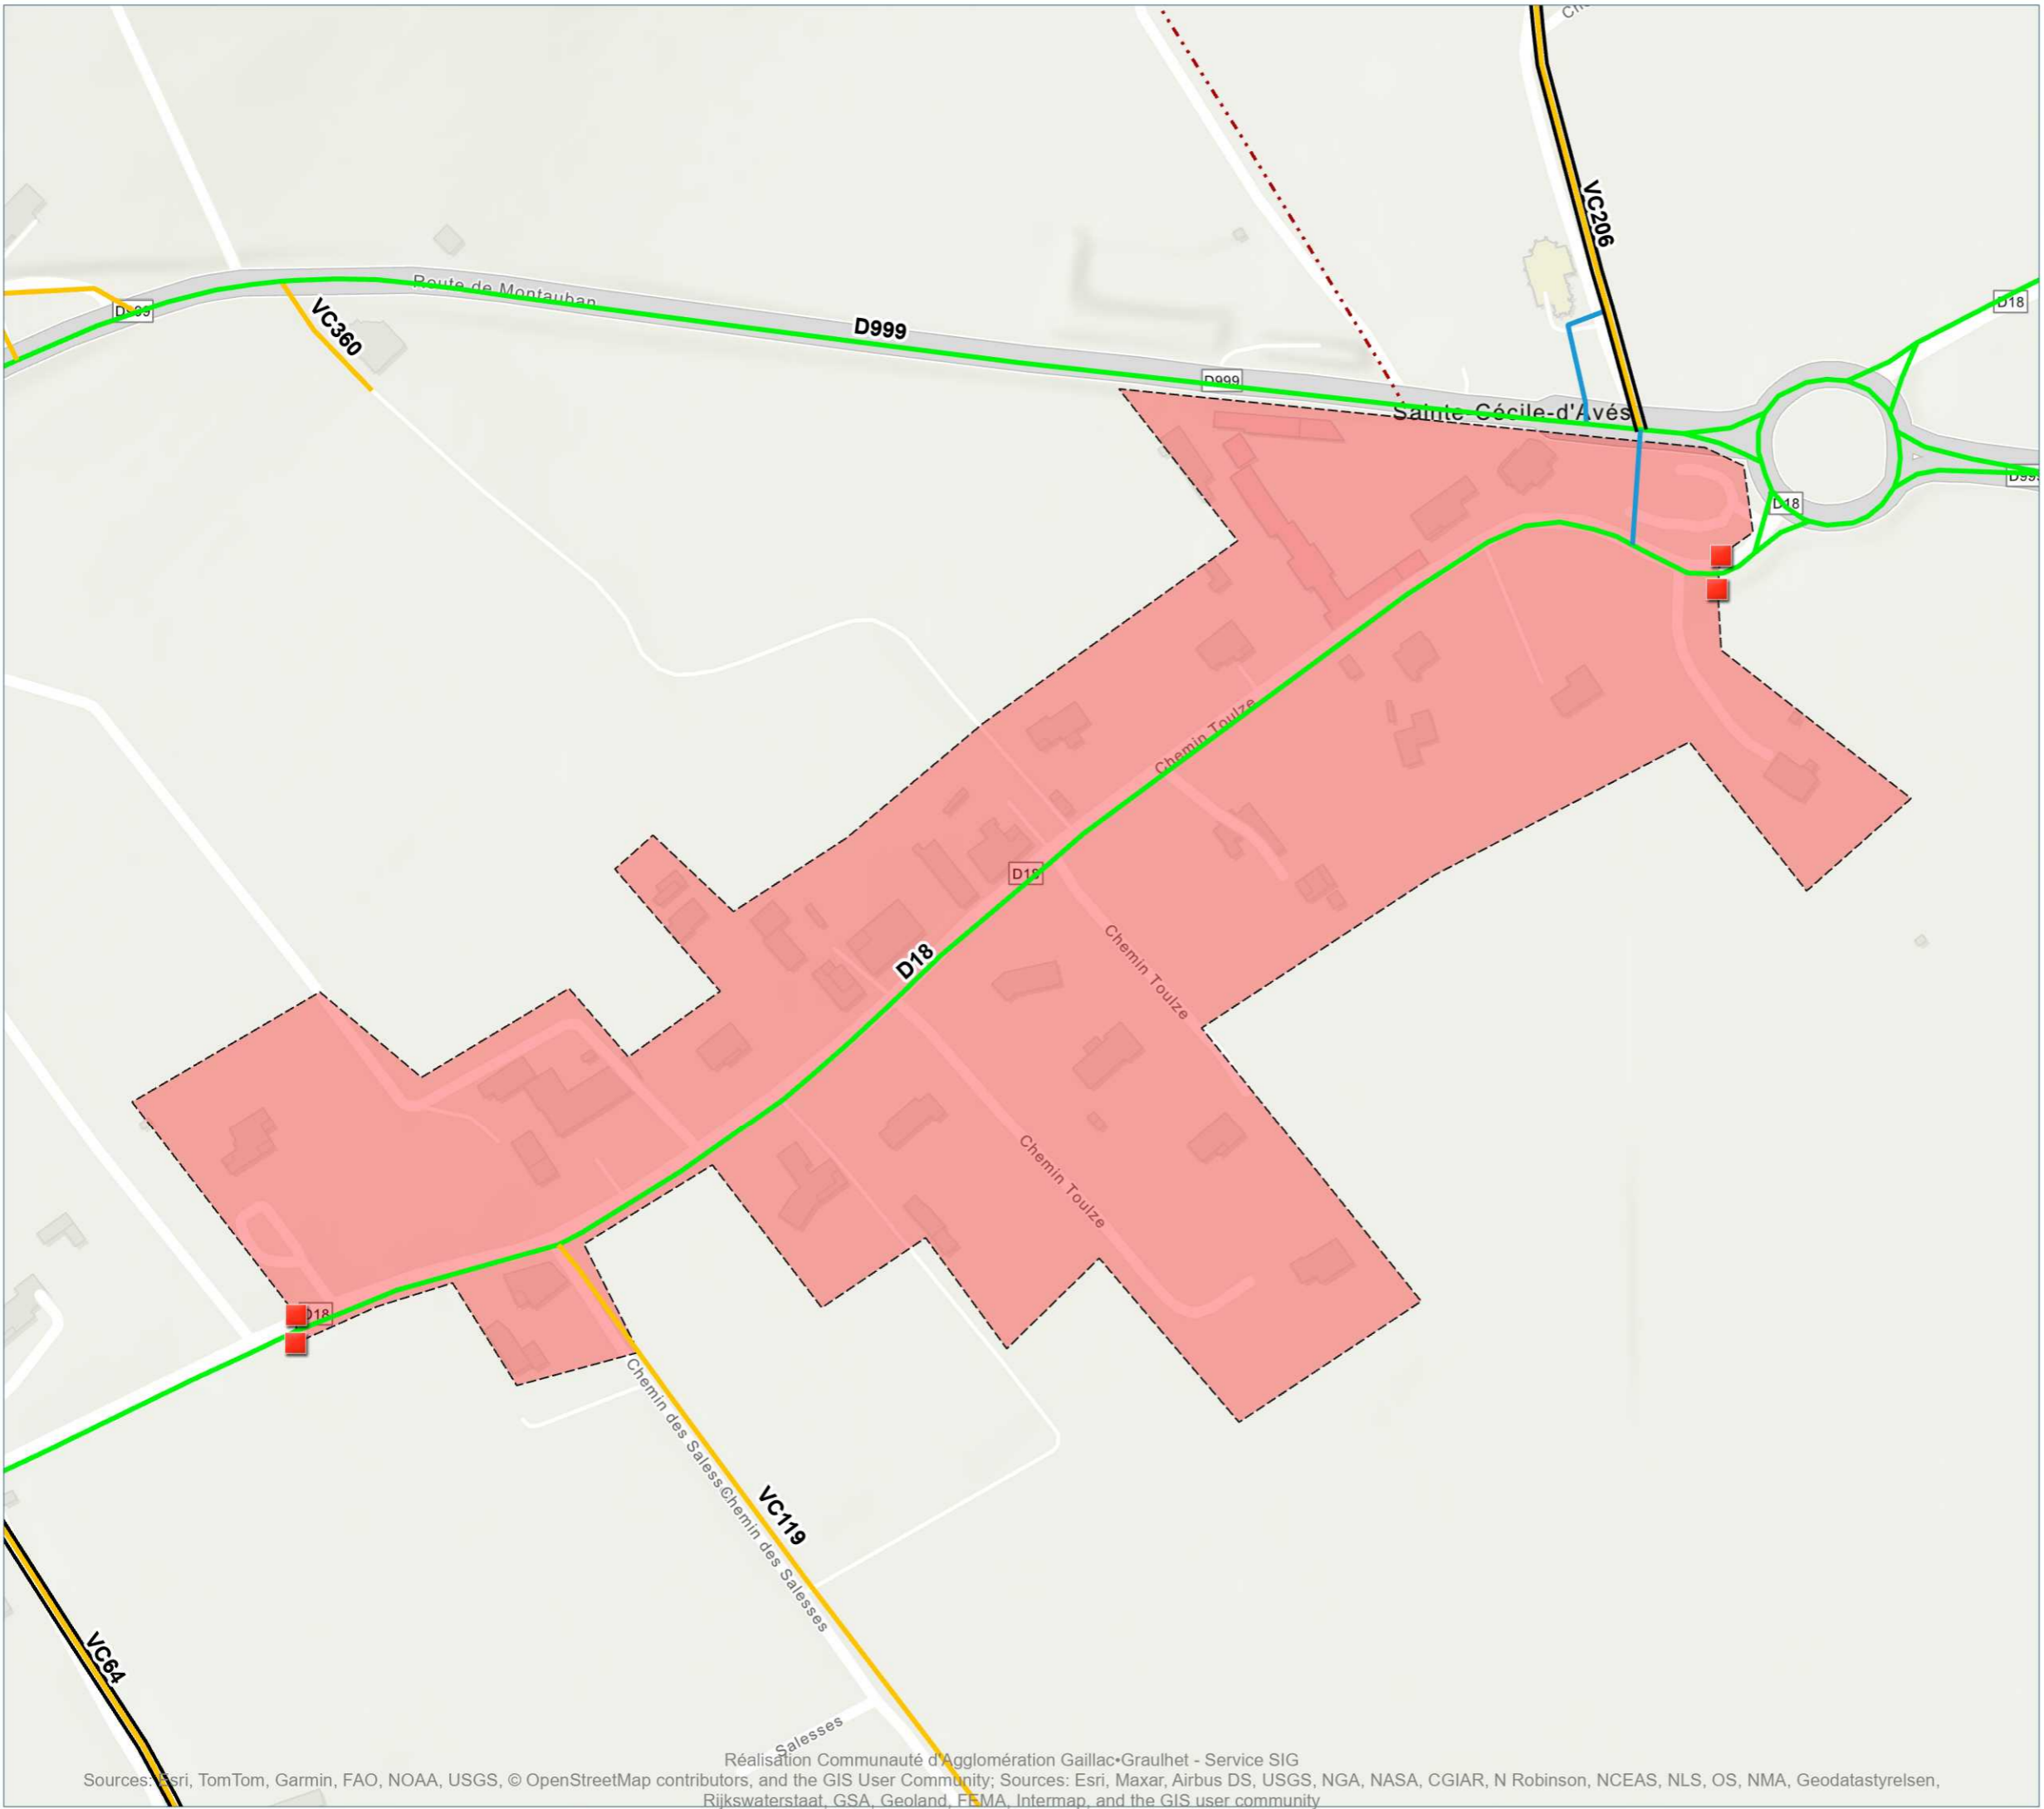 VC206
D18
Route de Montauban
D999
VC360
D999
D999
Sainte-Cécile-d'Avés
D18
Chemin Toulze
D18
D18
Chemin Toulze
Chemin Toulze
D18
Chemin des Salesses
Chemin des Salesses
VC119
VC64
Salesses
Réalisation Communauté d'Agglomération Gaillac•Graulhet - Service SIG
Sources: Esri, TomTom, Garmin, FAO, NOAA, USGS, © OpenStreetMap contributors, and the GIS User Community; Sources: Esri, Maxar, Airbus DS, USGS, NGA, NASA, CGIAR, N Robinson, NCEAS, NLS, OS, NMA, Geodatastyrelsen,
Rijkswaterstaat, GSA, Geoland, FEMA, Intermap, and the GIS user community